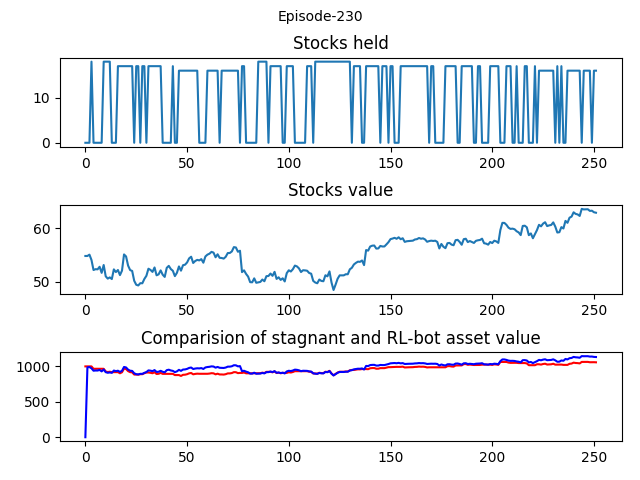 Episode-230
Stocks held
10
0
0 50 100 150 200 250
Stocks value
60
50
0 50 100 150 200 250
Comparision of stagnant and RL-bot asset value
1000
500
0
0 50 100 150 200 250